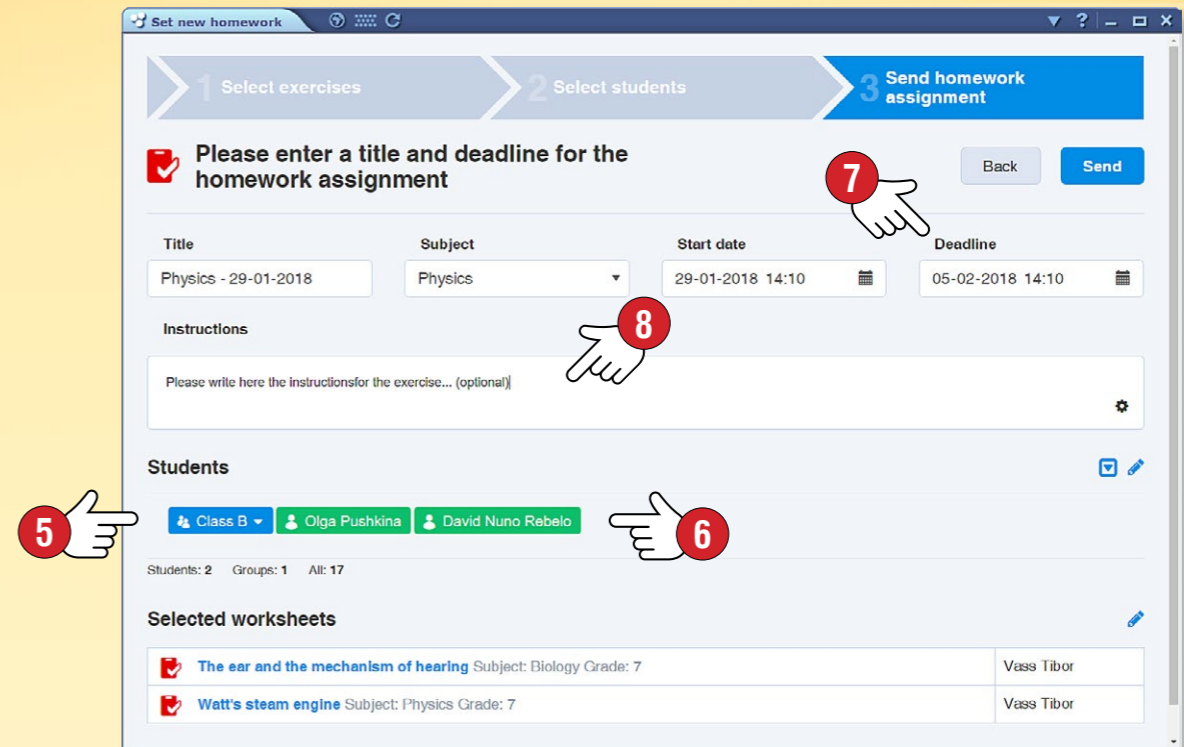 Set new homework
1 Select exercises
2 Select students
3 Send homework
assignment
Please enter a title and deadline for the
homework assignment
7
Back
Send
Title
Subject
Start date
Deadline
Physics - 29-01-2018
Physics
29-01-2018 14:10
05-02-2018 14:10
Instructions
8
Please write here the instructionsfor the exercise... (optional)
Students
5
Class B
Olga Pushkina
David Nuno Rebelo
6
Students: 2 Groups: 1 All: 17
Selected worksheets
The ear and the mechanism of hearing Subject: Biology Grade: 7
Vass Tibor
Watt's steam engine Subject: Physics Grade: 7
Vass Tibor